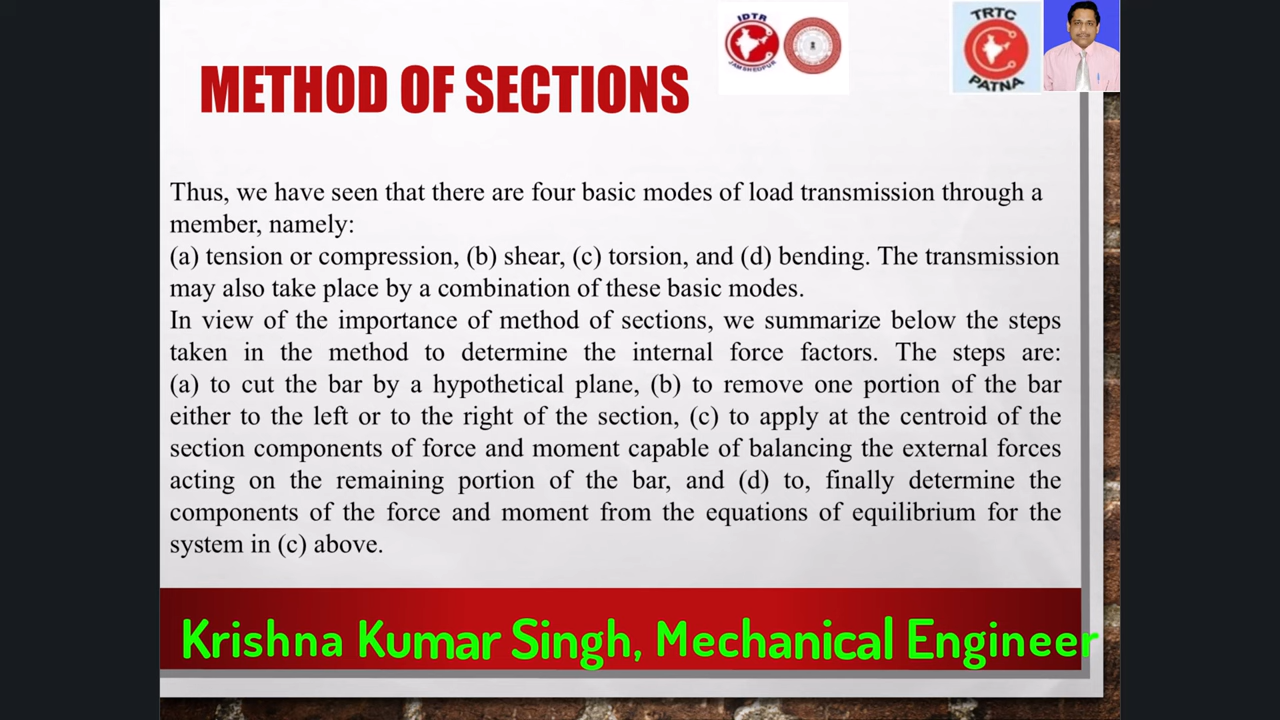 IDTR
JAMSHEDPUR
TRTC
PATNA
METHOD OF SECTIONS
Thus, we have seen that there are four basic modes of load transmission through a
member, namely:
(a) tension or compression, (b) shear, (c) torsion, and (d) bending. The transmission
may also take place by a combination of these basic modes.
In view of the importance of method of sections, we summarize below the steps
taken in the method to determine the internal force factors. The steps are:
(a) to cut the bar by a hypothetical plane, (b) to remove one portion of the bar
either to the left or to the right of the section, (c) to apply at the centroid of the
section components of force and moment capable of balancing the external forces
acting on the remaining portion of the bar, and (d) to, finally determine the
components of the force and moment from the equations of equilibrium for the
system in (c) above.
Krishna Kumar Singh, Mechanical Engineer